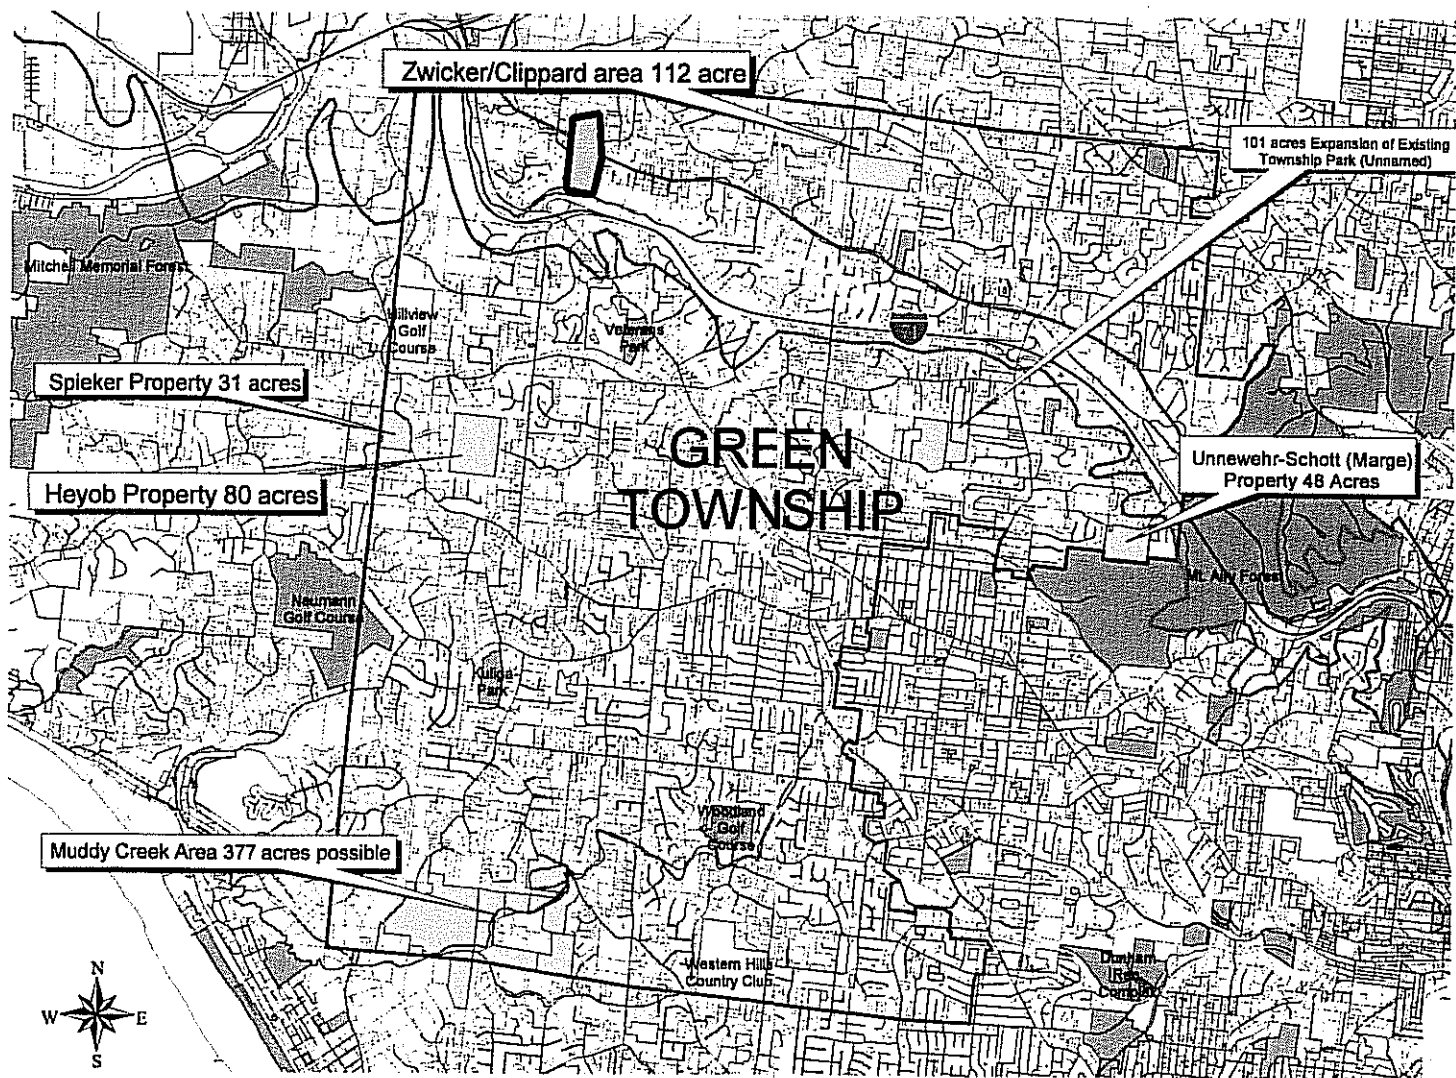 Zwicker/Clippard area 112 acre
101 acres Expansion of Existing
Township Park (Unnamed)
Mitchell Memorial Forest
Hillview
Golf
Course
Veterans
Park
74
Spieker Property 31 acres
GREEN
TOWNSHIP
Unnewehr-Schott (Marge)
Property 48 Acres
Heyob Property 80 acres
Mt. Airy Forest
Neumann
Golf Course
Kuliga
Park
Woodland
Golf
Course
Muddy Creek Area 377 acres possible
Western Hills
Country Club
Dunham
Rec.
Complex
N
W
E
S